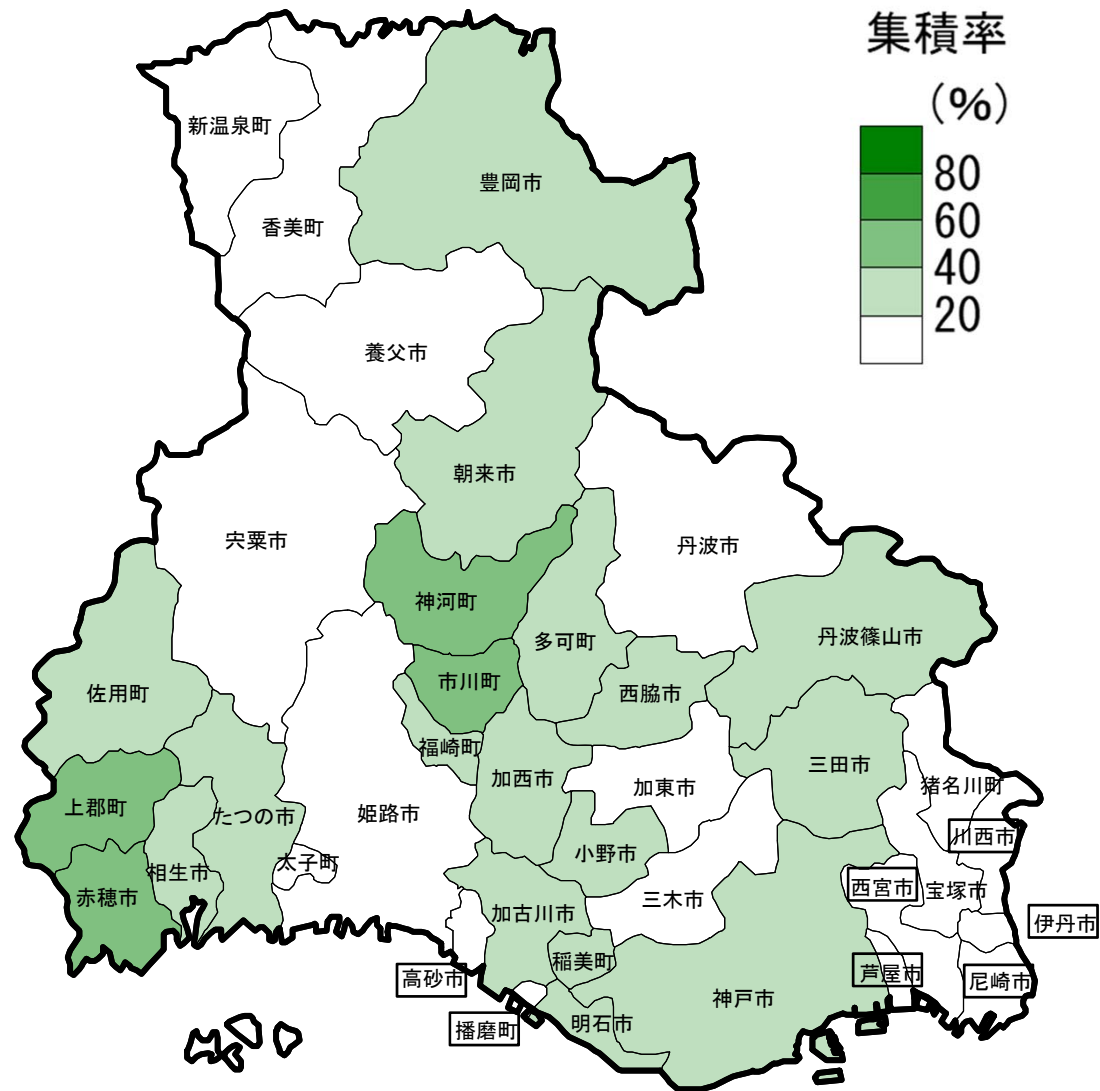 集積率
(%)
80
60
40
20
新温泉町
豊岡市
香美町
養父市
朝来市
宍粟市
丹波市
神河町
多可町
丹波篠山市
市川町
佐用町
西脇市
福崎町
加西市
三田市
加東市
猪名川町
上郡町
たつの市
姫路市
川西市
小野市
太子町
相生市
赤穂市
西宮市
宝塚市
三木市
加古川市
伊丹市
稲美町
高砂市
芦屋市
尼崎市
神戸市
播磨町
明石市